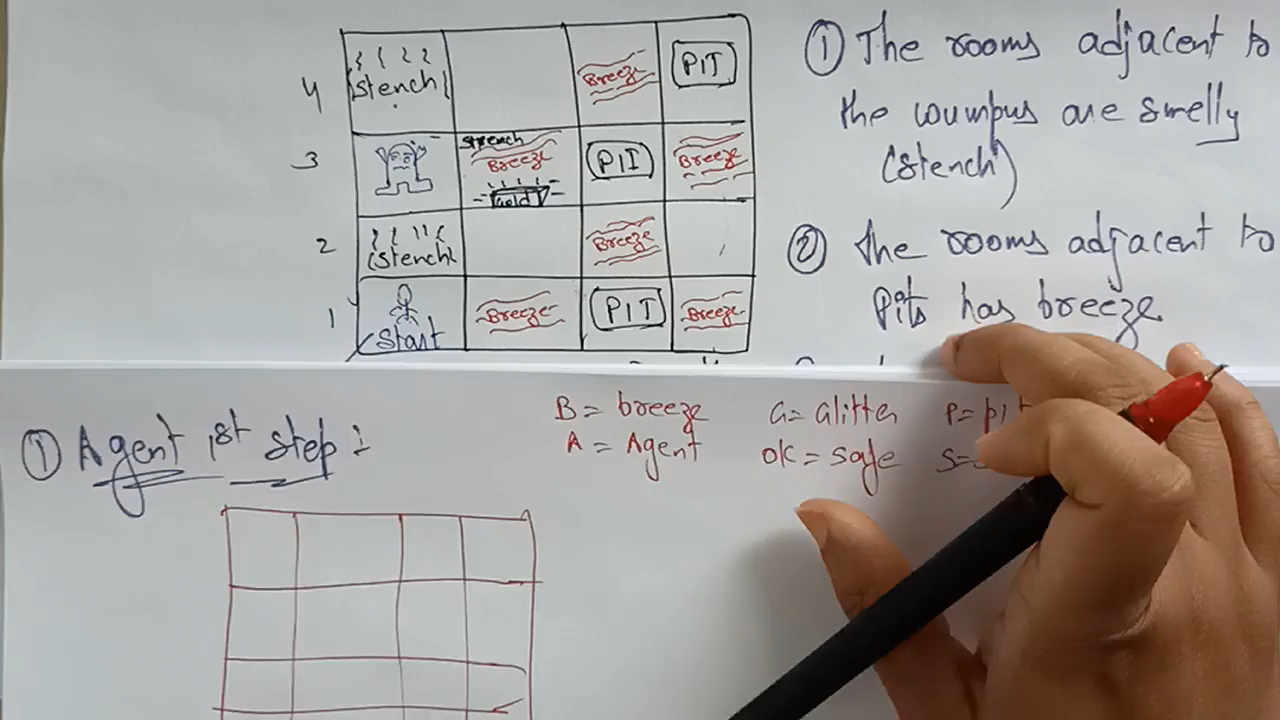 4
Stench
Breeze
PIT
3
strench
Breeze
Gold
PIT
Breeze
2
(Stench
Breeze
1
Start
Breeze
PIT
Breeze
① The rooms adjacent to
the wumpus are smelly
(stench)
② the rooms adjacent to
Pits has breeze
① Agent 1st step :
B = breeze
G = Glitter
A = Agent
OK = safe